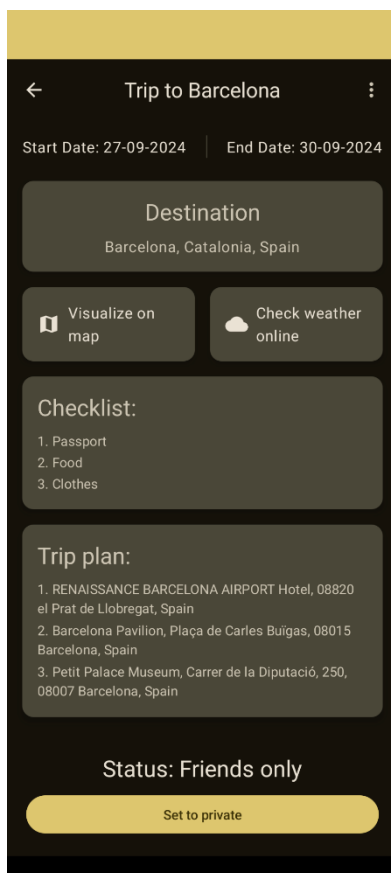 Trip to Barcelona
Start Date: 27-09-2024
End Date: 30-09-2024
Destination
Barcelona, Catalonia, Spain
Visualize on
map
Check weather
online
Checklist:
1. Passport
2. Food
3. Clothes
Trip plan:
1. RENAISSANCE BARCELONA AIRPORT Hotel, 08820
el Prat de Llobregat, Spain
2. Barcelona Pavilion, Plaça de Carles Buïgas, 08015
Barcelona, Spain
3. Petit Palace Museum, Carrer de la Diputació, 250,
08007 Barcelona, Spain
Status: Friends only
Set to private